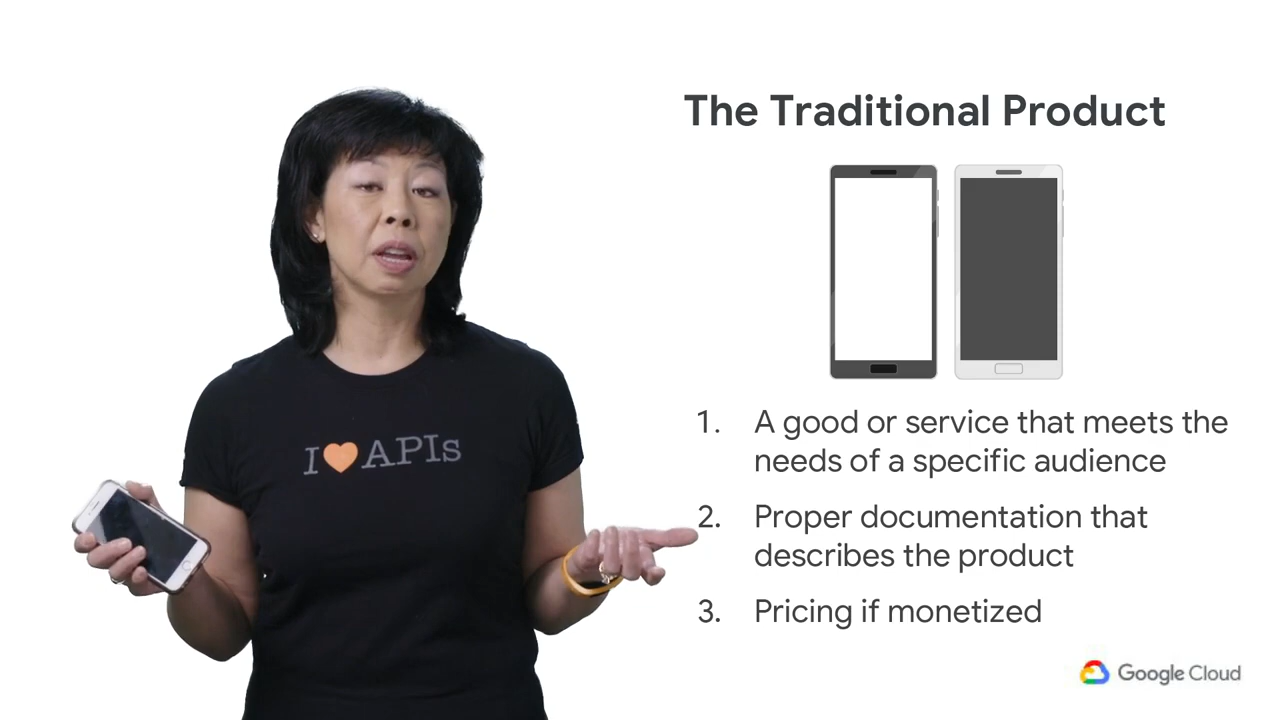 The Traditional Product
I🧡APIs
1. A good or service that meets the
needs of a specific audience
2. Proper documentation that
describes the product
3. Pricing if monetized
Google Cloud